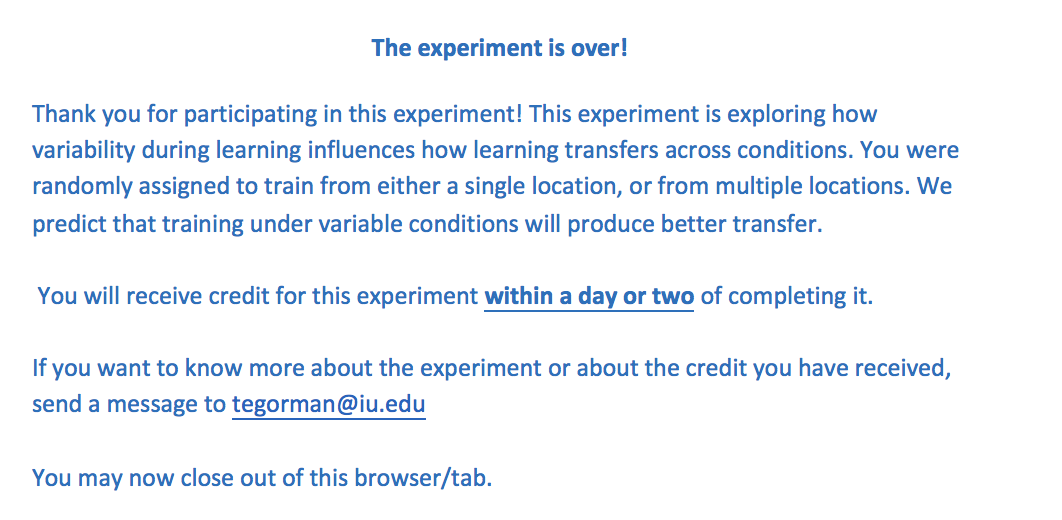 The experiment is over!
Thank you for participating in this experiment! This experiment is exploring how
variability during learning influences how learning transfers across conditions. You were
randomly assigned to train from either a single location, or from multiple locations. We
predict that training under variable conditions will produce better transfer.
You will receive credit for this experiment within a day or two of completing it.
If you want to know more about the experiment or about the credit you have received,
send a message to tegorman@iu.edu
You may now close out of this browser/tab.